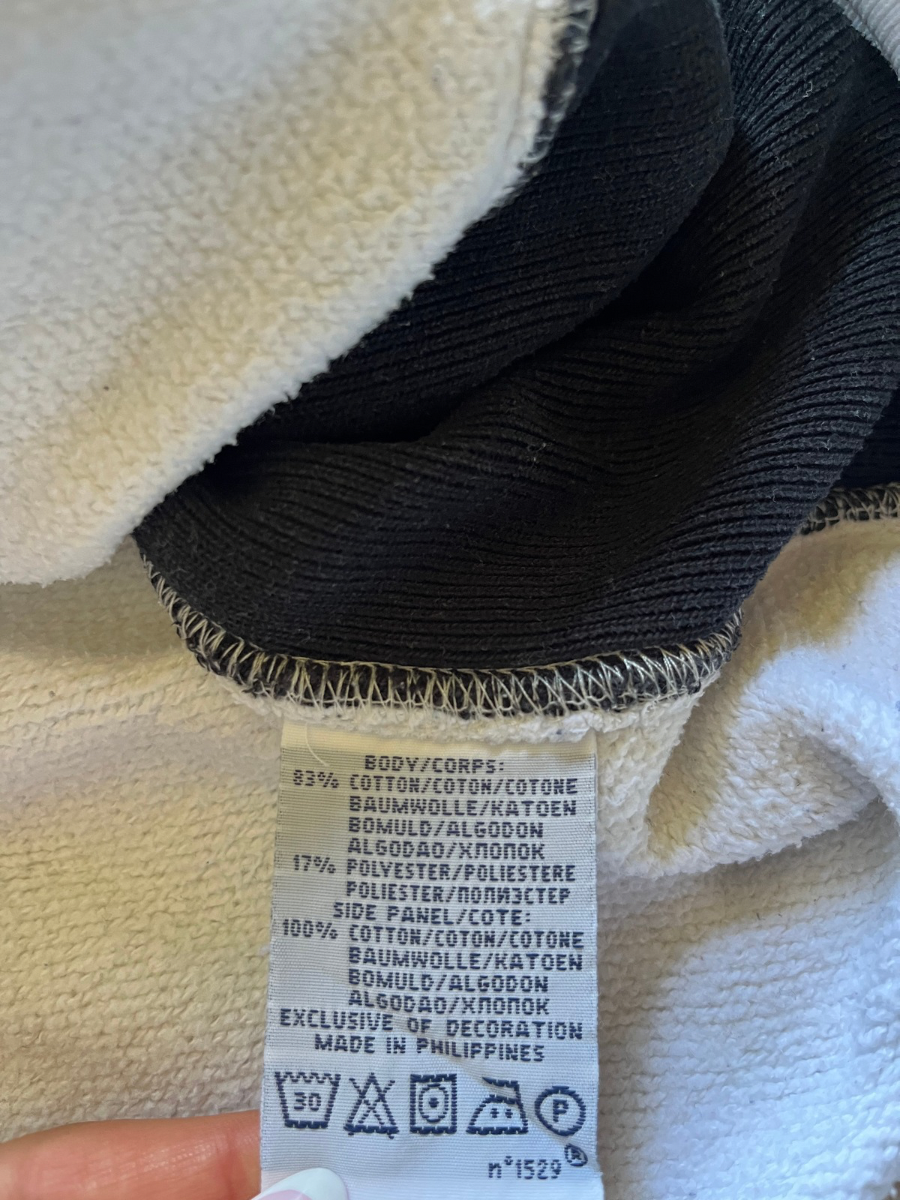 BODY/CORPS:
83% COTTON/COTON/COTONE
BAUMWOLLE/KATOEN
BOMULD/ALGODON
ALGODAO/ХЛОПОК
17% POLYESTER/POLIESTERE
POLIESTER/ПОЛИЭСТЕР
SIDE PANEL/COTE:
100% COTTON/COTON/COTONE
BAUMWOLLE/KATOEN
BOMULD/ALGODON
ALGODAO/ХЛОПОК
EXCLUSIVE OF DECORATION
MADE IN PHILIPPINES
30 P
n°1529®